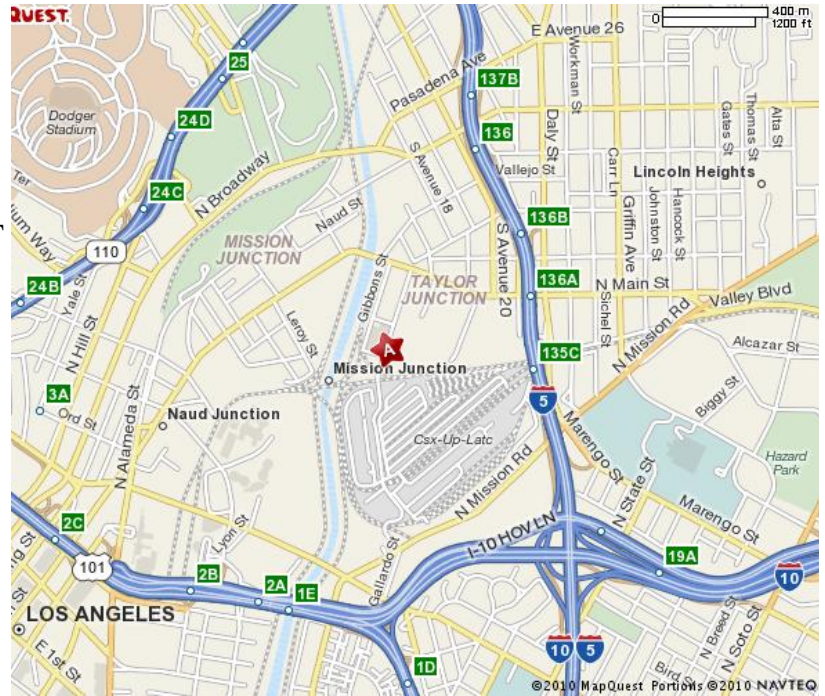 QUEST.
400 m
0
1200 ft
E Avenue 26
25
Pasadena Ave
137B
Workman St
Dodger
Stadium
24D
136
Daly St
Gates St
Thomas St
Alta St
S Avenue 18
Vallejo St
Carr Ln
Lincoln Heights
Ter
24C
N Broadway
Naud St
Griffin Ave
Johnston St
Hancock St
136B
MISSION
JUNCTION
110
S Avenue 20
24B
Yale St
Gibbons St
TAYLOR
JUNCTION
136A
N Main St
Valley Blvd
Sichel St
N Mission Rd
N Hill St
Leroy St
A
Alcazar St
135C
Mission Junction
3A
5
Biggy St
Ord St
Naud Junction
Marengo St
Csx-Up-Latc
N Alameda St
N Mission Rd
N State St
Hazard
Park
Marengo St
2C
Lyon St
I-10 HOV LN
101
19A
2B
Gallardo St
10
2A
1E
LOS ANGELES
N Breed St
N Soto St
E 1st St
10
5
1D
Bird St
©2010 MapQuest Portions ©2010 NAVTEQ